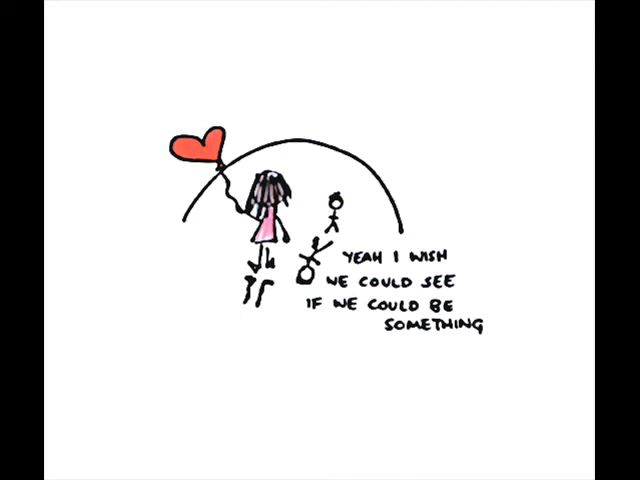 YEAH I WISH
WE COULD SEE
IF WE COULD BE
SOMETHING